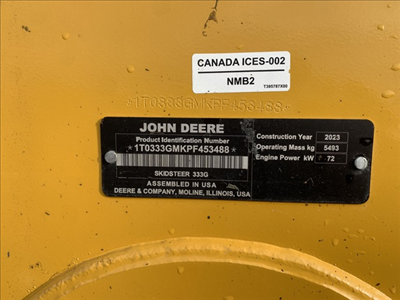 CANADA ICES-002
NMB2
*1T0333GMKPF453488*
JOHN DEERE
Product Identification Number
*1T0333GMKPF453488*
SKIDSTEER 333G
ASSEMBLED IN USA
DEERE & COMPANY, MOLINE, ILLINOIS, USA
Construction Year 2023
Operating Mass kg 5493
Engine Power kW 72